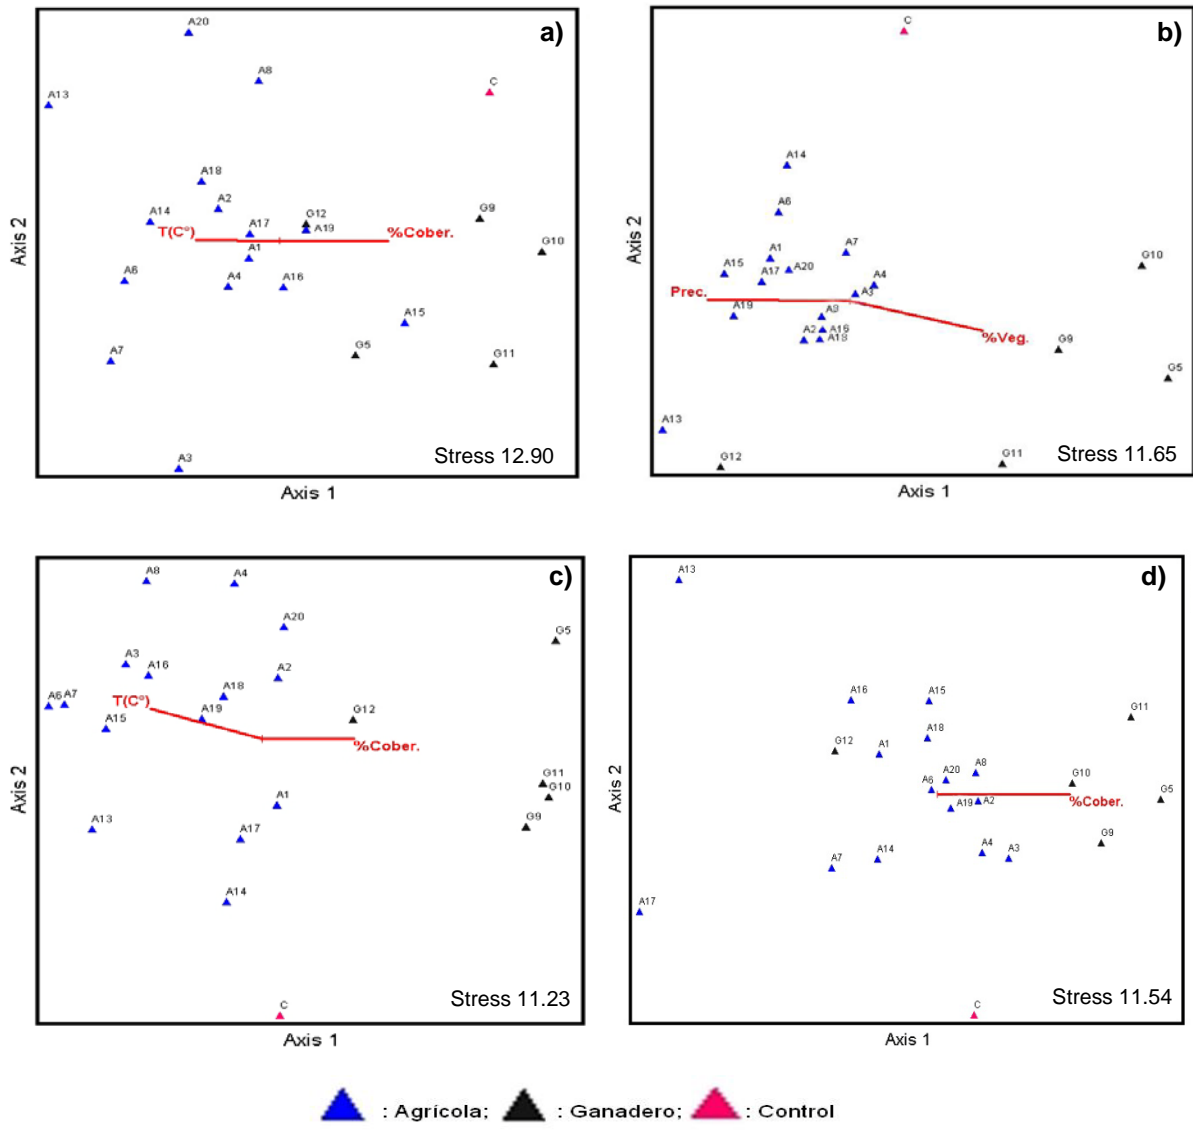 a)
A20
A8
C
A13
A18
A2
A14
G12
G9
A17
A19
T(C°)
%Cober.
G10
A1
A6
A4
A16
A15
G5
G11
A7
A3
Stress 12.90
Axis 2
Axis 1
b)
C
A14
A6
A7
A1
A20
G10
A15
A17
A4
Prec.
A3
A19
A16
A2
A18
%Veg.
G9
G5
A13
G12
G11
Stress 11.65
Axis 2
Axis 1
c)
A8
A4
A20
G5
A3
A16
A2
A6
A7
T(C°)
A18
A19
G12
A15
%Cober.
G11
G10
A1
A13
A17
G9
A14
C
Stress 11.23
Axis 2
Axis 1
d)
A13
A16
A15
G11
A18
G12
A1
A8
A20
A6
G10
%Cober.
G5
A19
A2
G9
A4
A3
A7
A14
A17
C
Stress 11.54
Axis 2
Axis 1
: Agrícola; : Ganadero; : Control